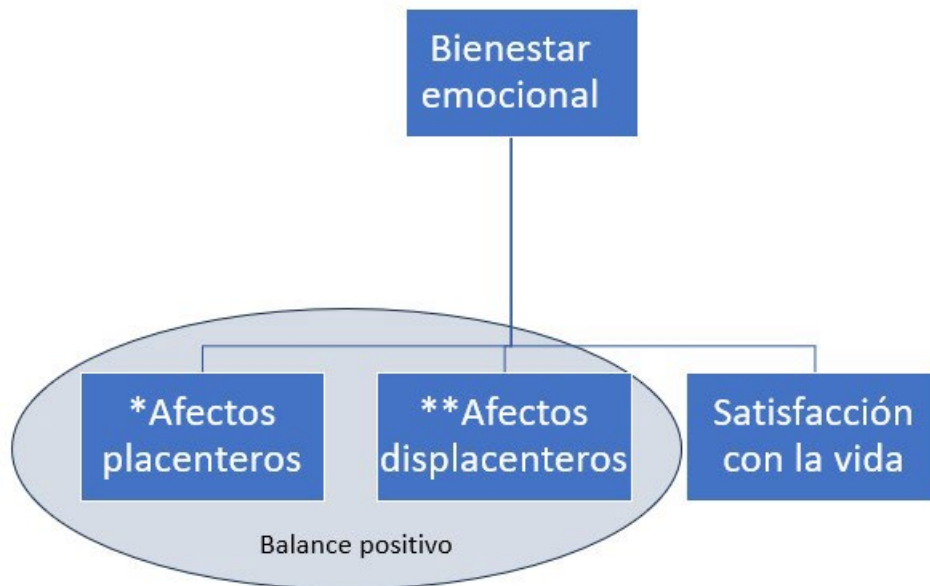 Bienestar
emocional
*Afectos
placenteros
**Afectos
displacenteros
Satisfacción
con la vida
Balance positivo